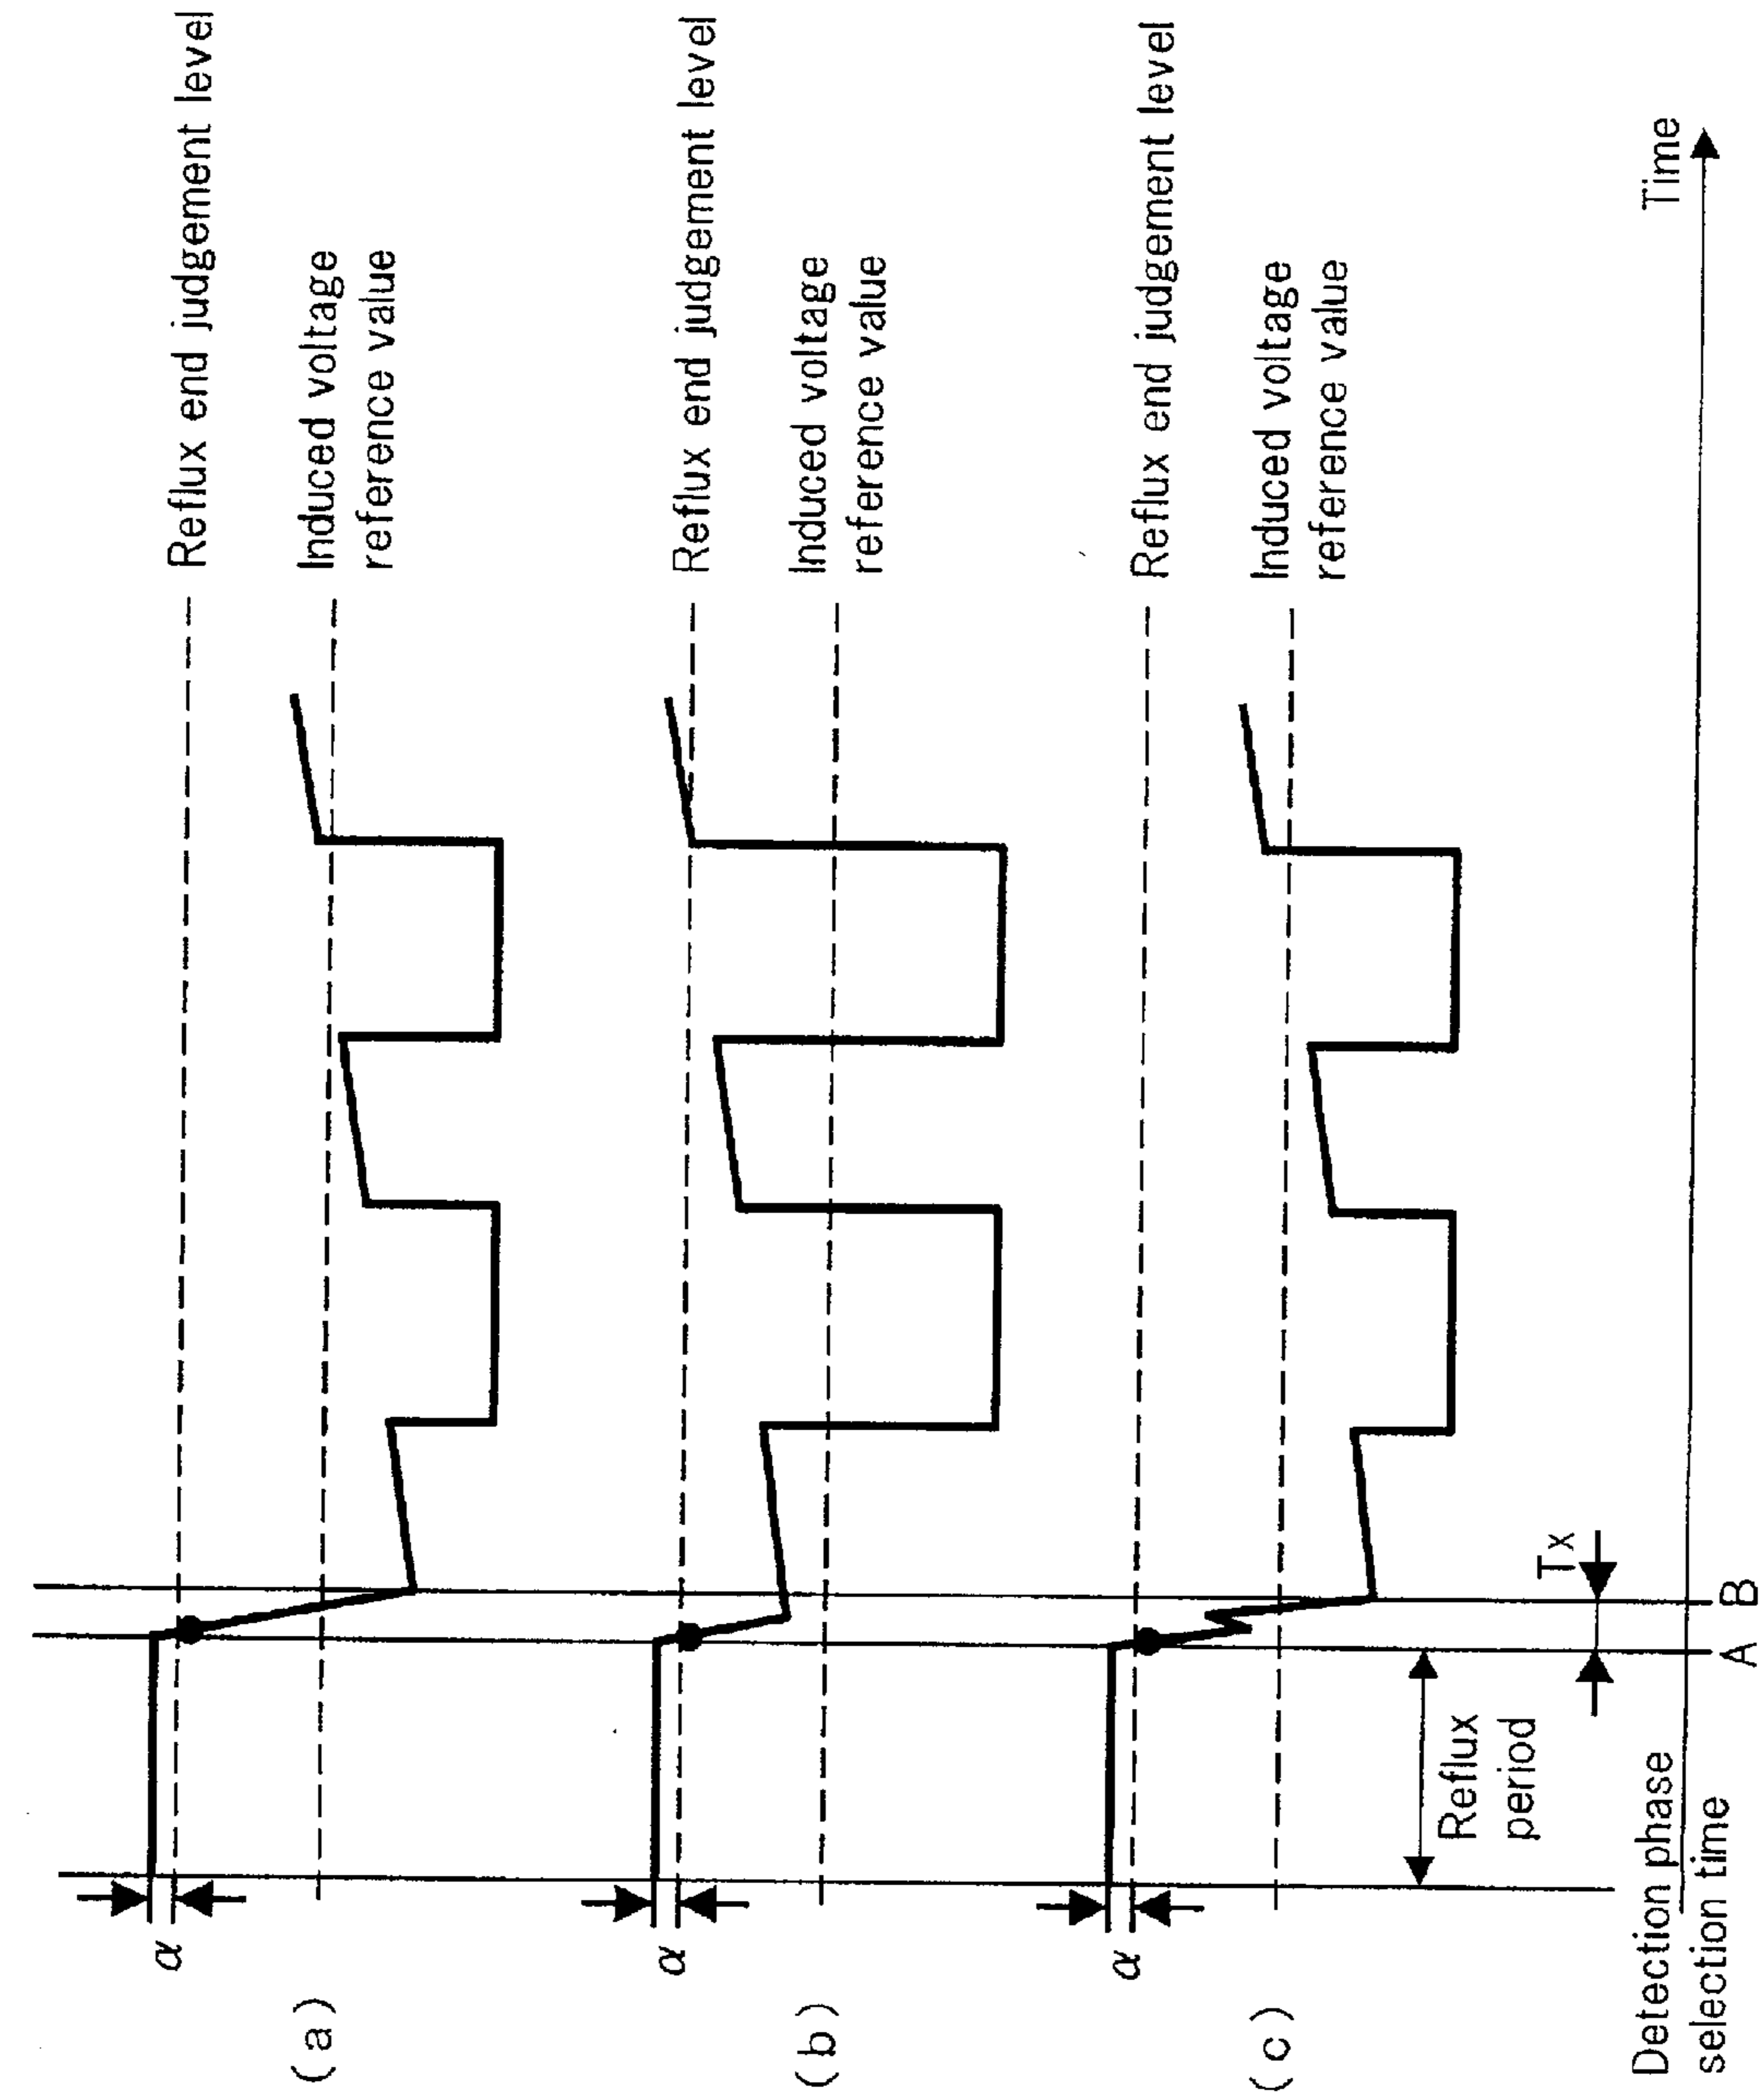 Reflux end judgement level
α
Induced voltage
reference value
(a)
Reflux end judgement level
α
Induced voltage
reference value
(b)
Reflux end judgement level
α
Induced voltage
reference value
(c)
Reflux
period
Tx
Time
Detection phase
selection time
A
B